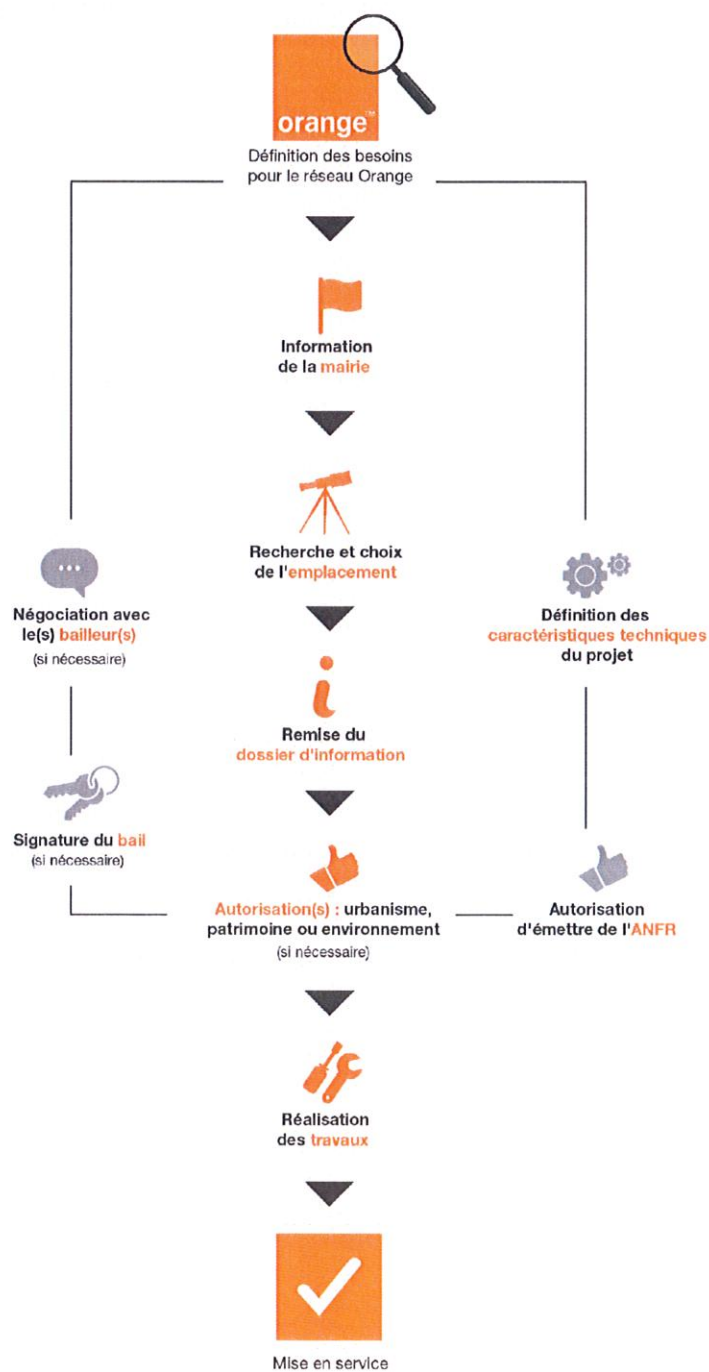 orange™
Définition des besoins
pour le réseau Orange
Information
de la mairie
Recherche et choix
de l'emplacement
Négociation avec
le(s) bailleur(s)
(si nécessaire)
Définition des
caractéristiques techniques
du projet
Remise du
dossier d'information
Signature du bail
(si nécessaire)
Autorisation(s) : urbanisme,
patrimoine ou environnement
(si nécessaire)
Autorisation
d'émettre de l'ANFR
Réalisation
des travaux
Mise en service